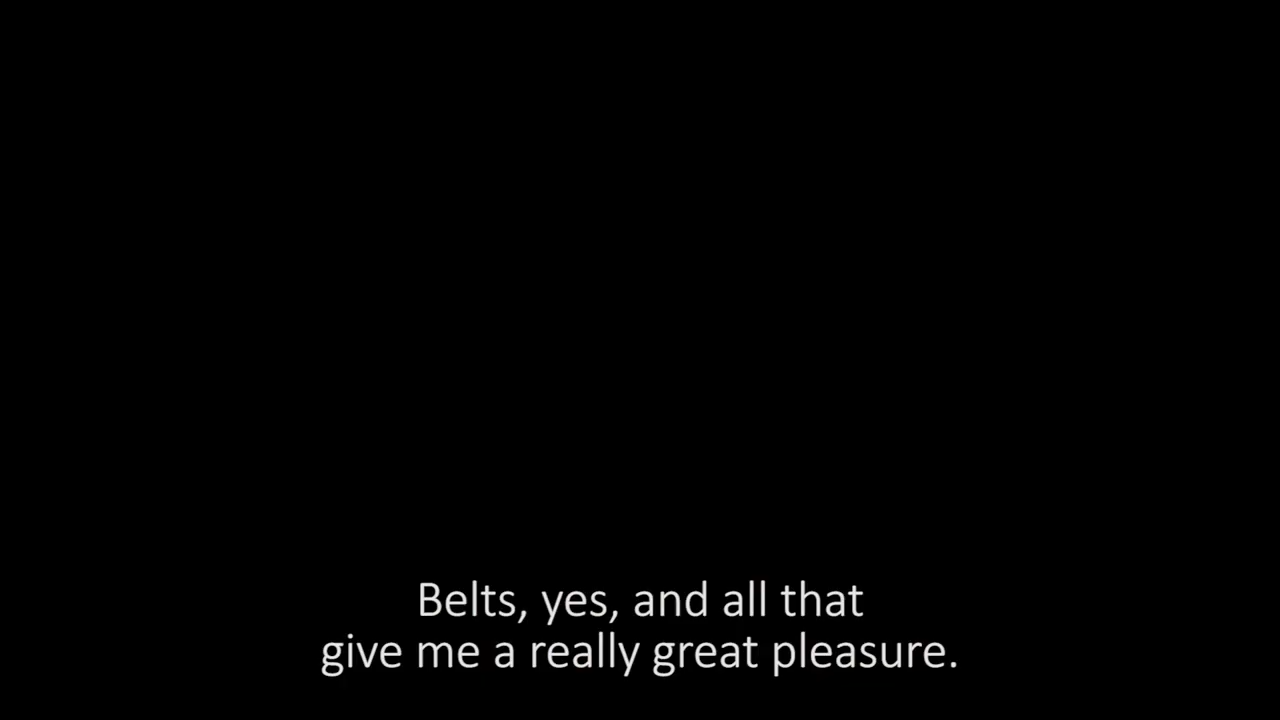 Belts, yes, and all that
give me a really great pleasure.